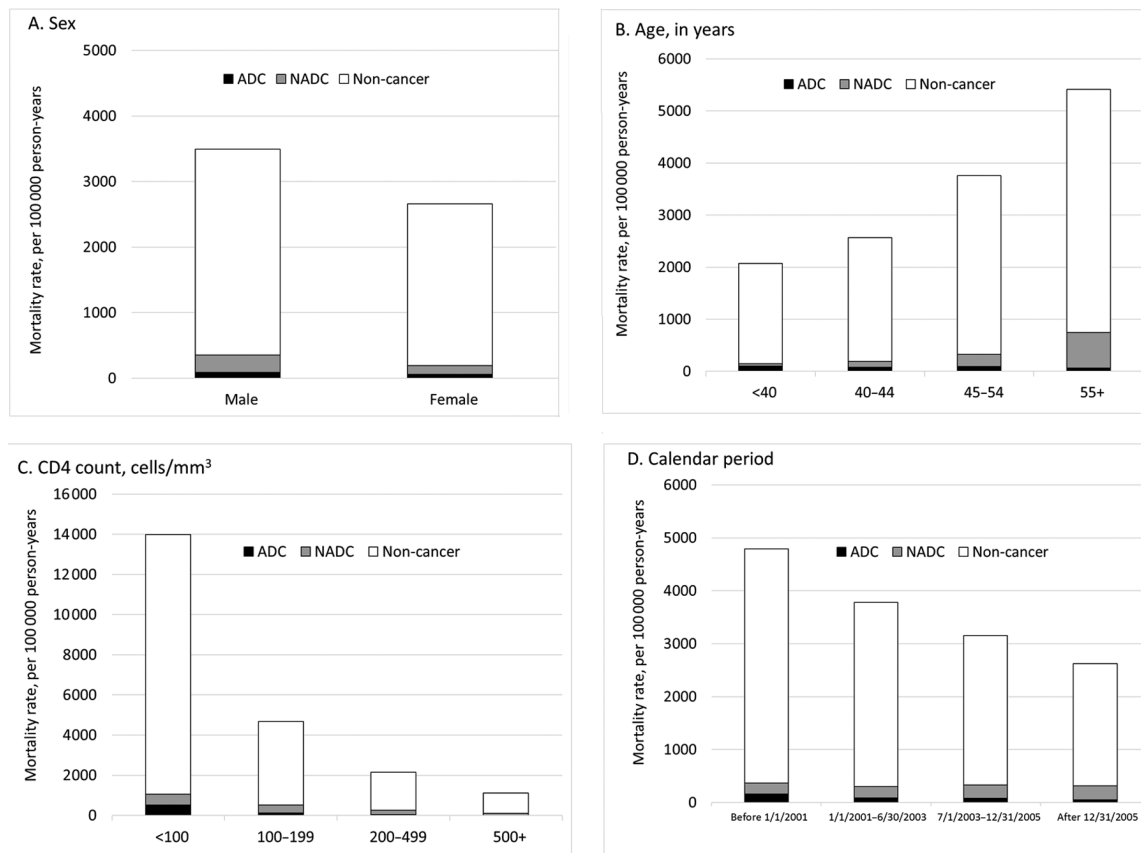 A. Sex
Mortality rate, per 100 000 person-years
5000
4000
3000
2000
1000
0
ADC NADC Non-cancer
Male Female
B. Age, in years
Mortality rate, per 100 000 person-years
6000
5000
4000
3000
2000
1000
0
ADC NADC Non-cancer
<40 40–44 45–54 55+
C. CD4 count, cells/mm³
Mortality rate, per 100 000 person-years
16 000
14 000
12 000
10 000
8000
6000
4000
2000
0
ADC NADC Non-cancer
<100 100–199 200–499 500+
D. Calendar period
Mortality rate, per 100 000 person-years
6000
5000
4000
3000
2000
1000
0
ADC NADC Non-cancer
Before 1/1/2001 1/1/2001–6/30/2003 7/1/2003–12/31/2005 After 12/31/2005